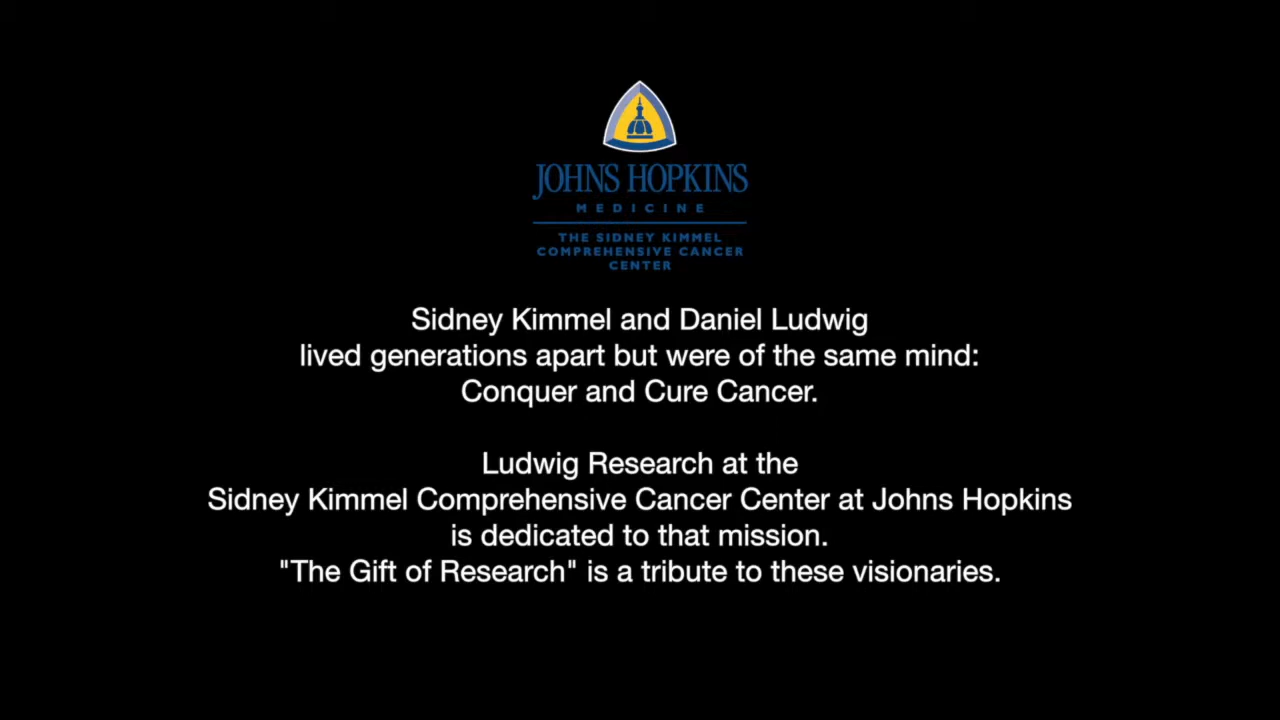 JOHNS HOPKINS
MEDICINE
THE SIDNEY KIMMEL
COMPREHENSIVE CANCER
CENTER
Sidney Kimmel and Daniel Ludwig
lived generations apart but were of the same mind:
Conquer and Cure Cancer.
Ludwig Research at the
Sidney Kimmel Comprehensive Cancer Center at Johns Hopkins
is dedicated to that mission.
"The Gift of Research" is a tribute to these visionaries.